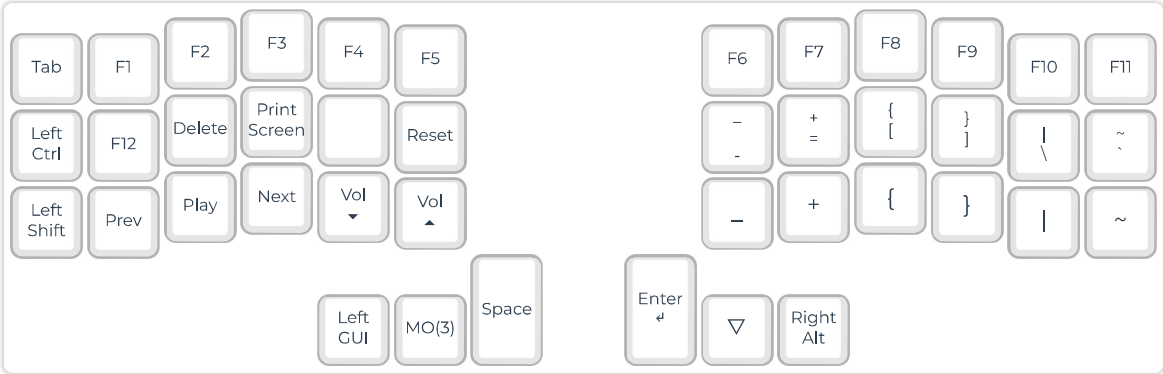 Tab F1 F2 F3 F4 F5 F6 F7 F8 F9 F10 F11
Left
Ctrl
F12
Delete
Print
Screen
Reset
_
-
+
=
{
[
}
]
|
\
~
`
Left
Shift
Prev
Play
Next
Vol
▼
Vol
▲
_
+
{
}
|
~
Left
GUI
MO(3)
Space
Enter
↵
▽
Right
Alt